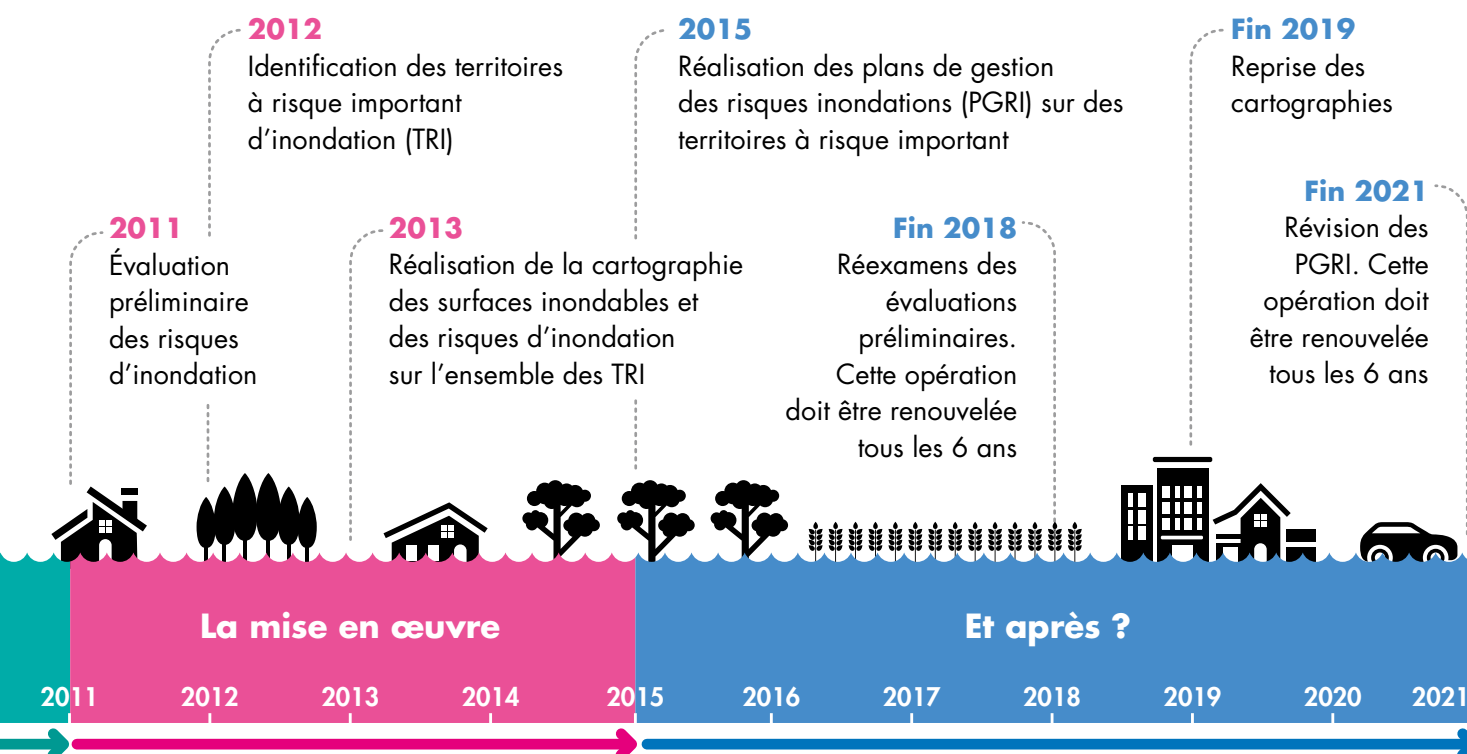 2012
Identification des territoires
à risque important
d’inondation (TRI)
2015
Réalisation des plans de gestion
des risques inondations (PGRI) sur des
territoires à risque important
Fin 2019
Reprise des
cartographies
2011
Évaluation
préliminaire
des risques
d’inondation
2013
Réalisation de la cartographie
des surfaces inondables et
des risques d’inondation
sur l’ensemble des TRI
Fin 2018
Réexamens des
évaluations
préliminaires.
Cette opération
doit être renouvelée
tous les 6 ans
Fin 2021
Révision des
PGRI. Cette
opération doit
être renouvelée
tous les 6 ans
La mise en œuvre
Et après ?
2011 2012 2013 2014 2015 2016 2017 2018 2019 2020 2021